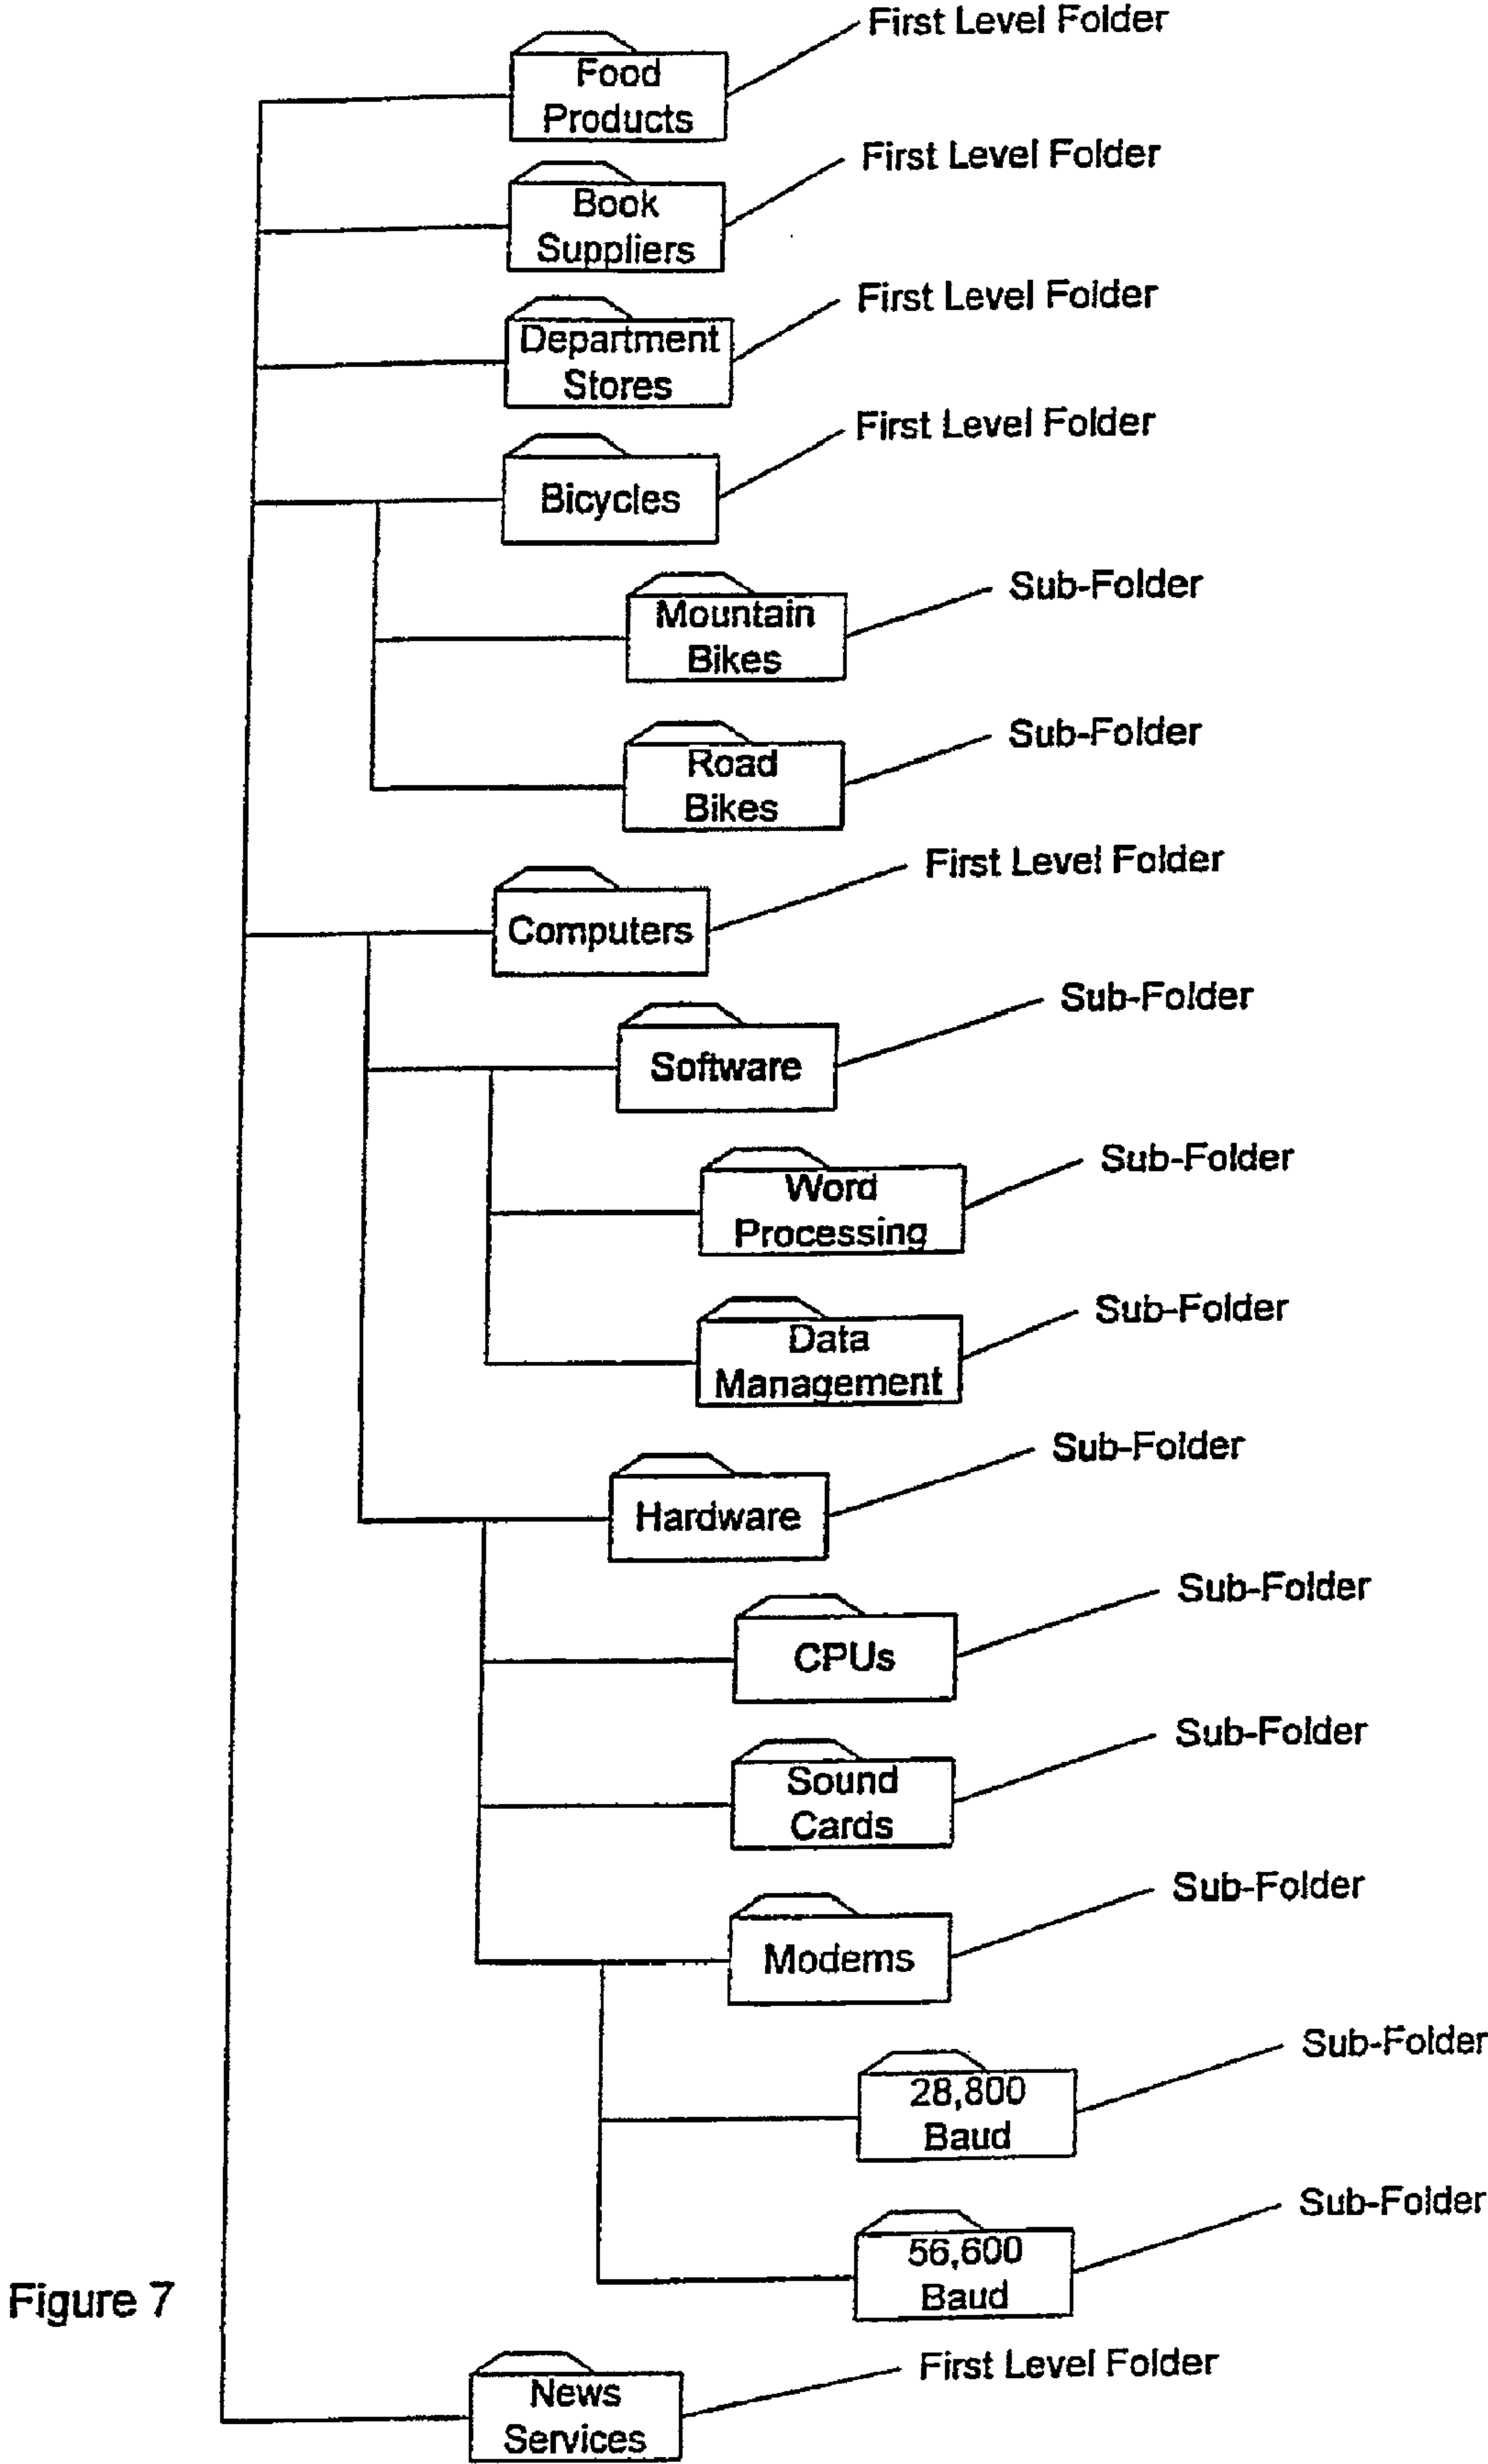 First Level Folder
Food
Products
First Level Folder
Book
Suppliers
First Level Folder
Department
Stores
First Level Folder
Bicycles
Sub-Folder
Mountain
Bikes
Sub-Folder
Road
Bikes
First Level Folder
Computers
Sub-Folder
Software
Sub-Folder
Word
Processing
Sub-Folder
Data
Management
Sub-Folder
Hardware
Sub-Folder
CPUs
Sub-Folder
Sound
Cards
Sub-Folder
Modems
Sub-Folder
28,800
Baud
Sub-Folder
56,600
Baud
Figure 7
First Level Folder
News
Services